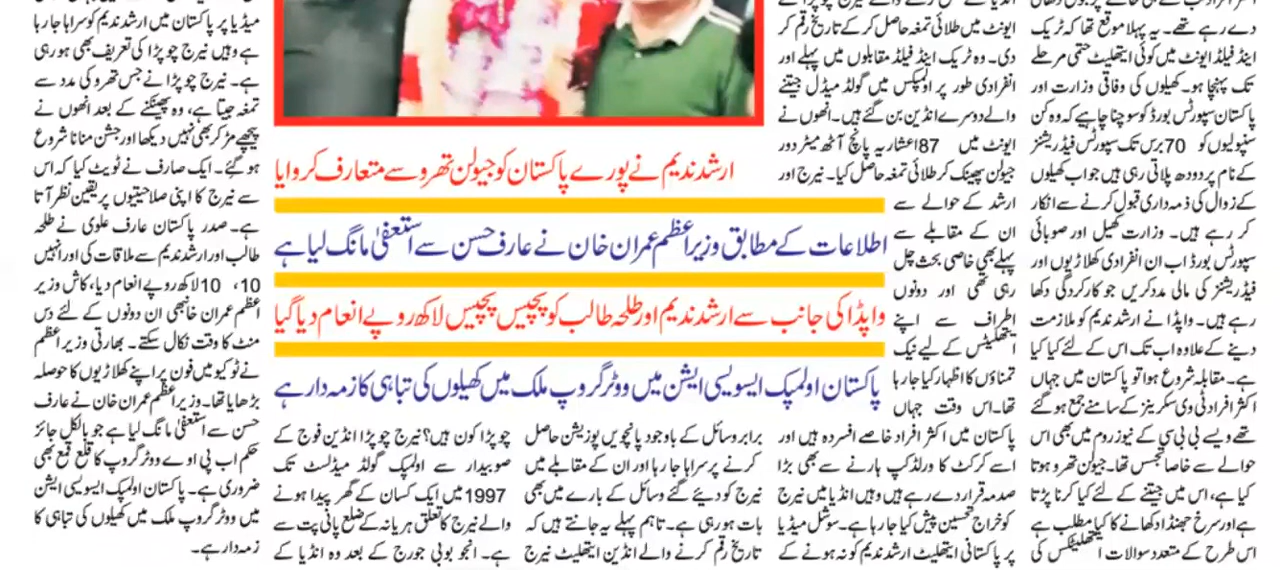 دے رہے تھے۔ یہ پہلا موقع تھا کہ ٹریک
اینڈ فیلڈ ایونٹ میں کوئی ایتھلیٹ حتمی مرحلے
تک پہنچا ہو۔ کھیلوں کی وفاقی وزارت اور
پاکستان سپورٹس بورڈ کو سوچنا چاہیے کہ وہ کن
سنپولیوں کو 70 برس تک سپورٹس فیڈریشنز
کے نام پر دودھ پلاتی رہی ہیں جو اب کھیلوں
کے زوال کی ذمہ داری قبول کرنے سے انکار
کر رہے ہیں۔ وزارت کھیل اور صوبائی
سپورٹس بورڈ اب ان انفرادی کھلاڑیوں اور
فیڈریشنز کی مالی مدد کریں جو کارکردگی دکھا
رہے ہیں۔ واپڈا نے ارشد ندیم کو ملازمت
دینے کے علاوہ اب تک اس کے لئے کیا کیا
ہے۔ مقابلہ شروع ہوا تو پاکستان میں جہاں
اکثر افراد ٹی وی سکرینز کے سامنے جمع ہو گئے
تھے ویسے بی بی سی کے نیوز روم میں بھی اس
حوالے سے خاصا تجسس تھا۔ جیولن تھرو ہوتا
کیا ہے، اس میں جیتنے کے لئے کیا کرنا پڑتا
ہے اور سرخ جھنڈا دکھانے کا کیا مطلب ہے
اس طرح کے متعدد سوالات ایتھلیٹکس کی
ایونٹ میں طلائی تمغہ حاصل کر کے تاریخ رقم کر
دی۔ وہ ٹریک اینڈ فیلڈ مقابلوں میں پہلے اور
انفرادی طور پر اولمپکس میں گولڈ میڈل جیتنے
والے دوسرے انڈین بن گئے ہیں۔ انھوں نے
ایونٹ میں 87 اعشاریہ پانچ آٹھ میٹر دور
جیولن پھینک کر طلائی تمغہ حاصل کیا۔ نیرج اور
ارشد کے حوالے سے
ان کے مقابلے سے
پہلے بھی خاصی بحث چل
رہی تھی اور دونوں
اطراف سے اپنے
ایتھلیٹس کے لیے نیک
تمناؤں کا اظہار کیا جا رہا
تھا۔ اس وقت جہاں
پاکستان میں اکثر افراد خاصے افسردہ ہیں اور
اسے کرکٹ کا ورلڈ کپ ہارنے سے بھی بڑا
صدمہ قرار دے رہے ہیں وہیں انڈیا میں نیرج
کو خراج تحسین پیش کیا جا رہا ہے۔ سوشل میڈیا
پر پاکستانی ایتھلیٹ ارشد ندیم کو نہ ہونے کے
ارشد ندیم نے پورے پاکستان کو جیولن تھرو سے متعارف کروایا
اطلاعات کے مطابق وزیراعظم عمران خان نے عارف حسن سے استعفیٰ مانگ لیا ہے
واپڈا کی جانب سے ارشد ندیم اور طلحہ طالب کو پچیس پچیس لاکھ روپے انعام دیا گیا
پاکستان اولمپک ایسوسی ایشن میں ووٹر گروپ ملک میں کھیلوں کی تباہی کا زمہ دار ہے
برابر وسائل کے باوجود پانچویں پوزیشن حاصل
کرنے پر سراہا جا رہا اور ان کے مقابلے میں
نیرج کو دیئے گئے وسائل کے بارے میں بھی
بات ہو رہی ہے۔ تاہم پہلے یہ جانتے ہیں کہ
تاریخ رقم کرنے والے انڈین ایتھلیٹ نیرج
چوپڑا کون ہیں؟ نیرج چوپڑا انڈین فوج کے
صوبیدار سے اولمپک گولڈ میڈلسٹ تک
1997 میں ایک کسان کے گھر پیدا ہونے
والے نیرج کا تعلق ہریانہ کے ضلع پانی پت سے
ہے۔ انجو بوبی جورج کے بعد وہ انڈیا کے
میڈیا پر پاکستان میں ارشد ندیم کو سراہا جا رہا
ہے وہیں نیرج چوپڑا کی تعریف بھی ہو رہی
ہے۔ نیرج چوپڑا نے جس تھرو کی مدد سے
تمغہ جیتا ہے، وہ پھینکنے کے بعد انھوں نے
پیچھے مڑ کر بھی نہیں دیکھا اور جشن منانا شروع
ہو گئے۔ ایک صارف نے ٹویٹ کیا کہ اس
سے نیرج کا اپنی صلاحیتوں پر یقین نظر آتا
ہے۔ صدر پاکستان عارف علوی نے طلحہ
طالب اور ارشد ندیم سے ملاقات کی اور انہیں
10، 10 لاکھ روپے انعام دیا، کاش وزیر
اعظم عمران خانبھی ان دونوں کے لئے دس
منٹ کا وقت نکال سکتے۔ بھارتی وزیر اعظم
نے ٹوکیو میں فون پر اپنے کھلاڑیوں کا حوصلہ
بڑھایا تھا۔ وزیر اعظم عمران خان نے عارف
حسن سے استعفیٰ مانگ لیا ہے جو بالکل جائز
حکم اب پی او اے ووٹر گروپ کا قلع قمع بھی
ضروری ہے۔ پاکستان اولمپک ایسوسی ایشن
میں ووٹر گروپ ملک میں کھیلوں کی تباہی کا
زمہ دار ہے۔